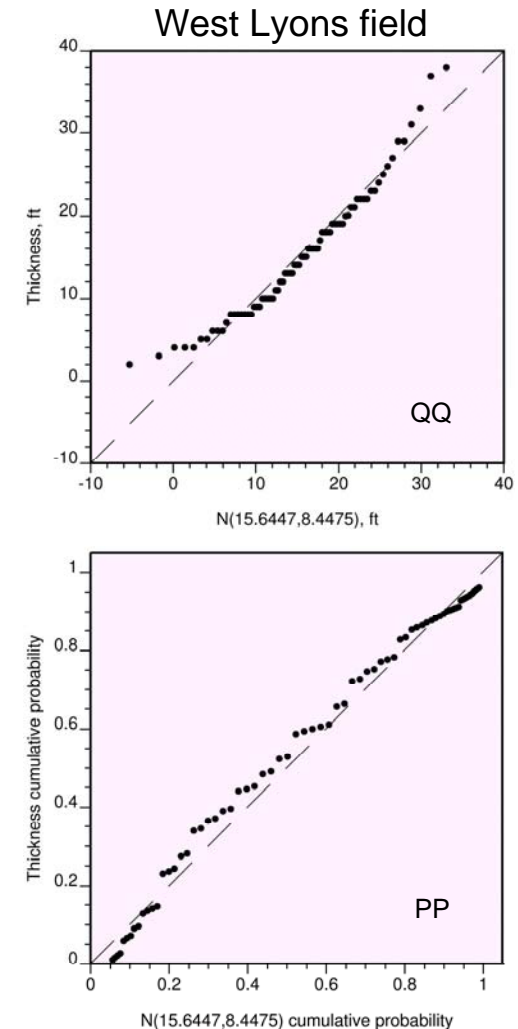 West Lyons field
40
30
20
10
0
-10
Thickness, ft
QQ
-10 0 10 20 30 40
N(15.6447,8.4475), ft
1
0.8
0.6
0.4
0.2
0
Thickness cumulative probability
PP
0 0.2 0.4 0.6 0.8 1
N(15.6447,8.4475) cumulative probability